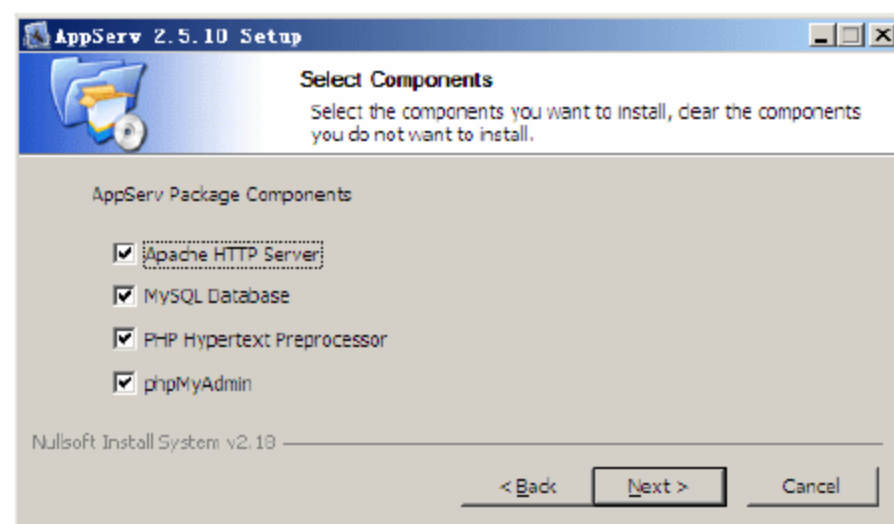 AppServ 2.5.10 Setup
Select Components
Select the components you want to install, clear the components
you do not want to install.
AppServ Package Components
Apache HTTP Server
MySQL Database
PHP Hypertext Preprocessor
phpMyAdmin
Nullsoft Install System v2.18
< Back Next > Cancel